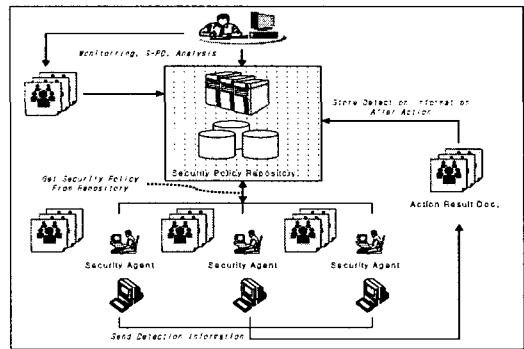 Monitoring, S-PDL Analysis
Store Detection Information
After Action
Security Policy Repository
Get Security Policy
From Repository
Action Result Doc.
Security Agent
Security Agent
Security Agent
Send Detection Information